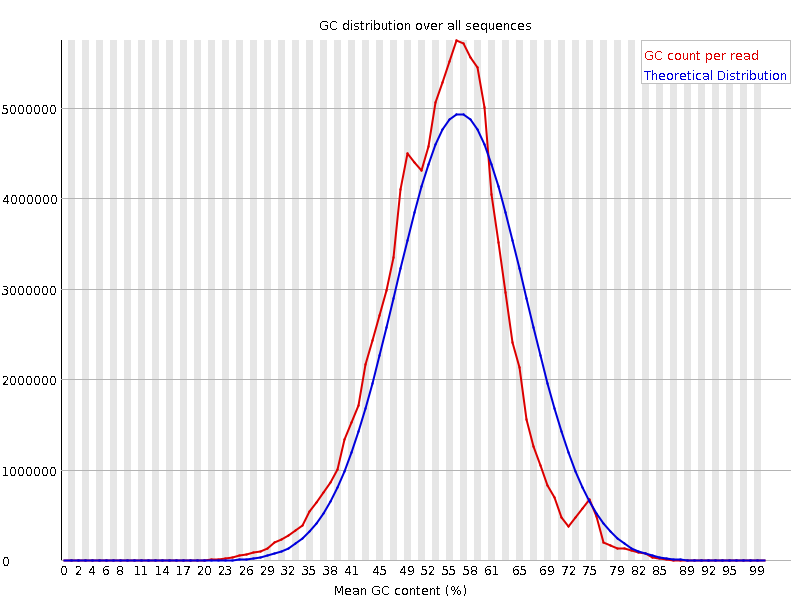 GC distribution over all sequences
GC count per read
Theoretical Distribution
5000000
4000000
3000000
2000000
1000000
0
0 2 4 6 8 11 14 17 20 23 26 29 32 35 38 41 45 49 52 55 58 61 65 69 72 75 79 82 85 89 92 95 99
Mean GC content (%)